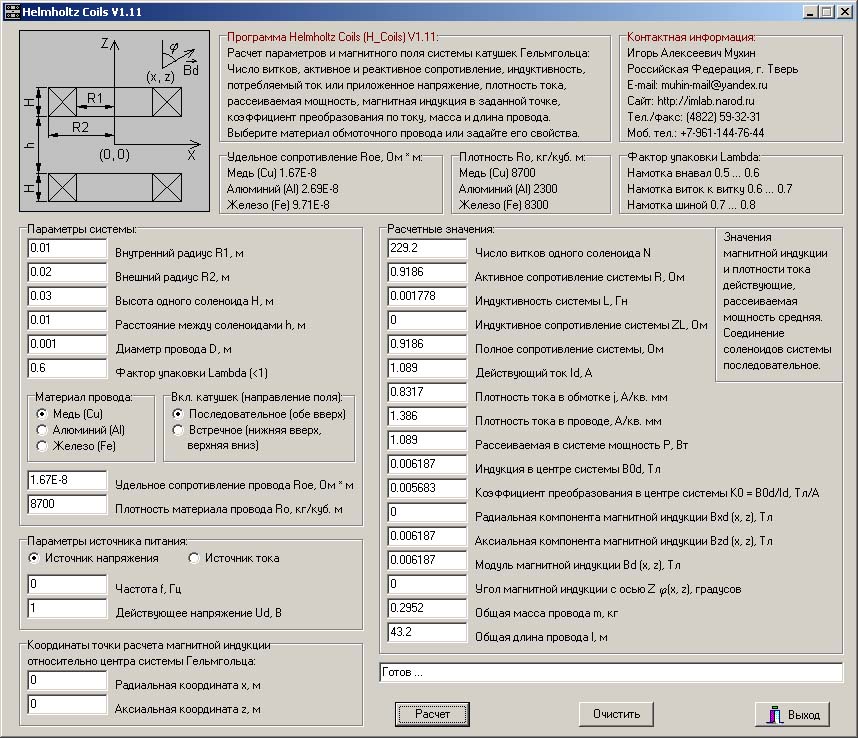 Helmholtz Coils V1.11
Z
φ
Bd
(x, z)
H
R1
R2
h
(0,0)
X
H
Программа Helmholtz Coils (H_Coils) V1.11:
Расчет параметров и магнитного поля системы катушек Гельмгольца:
Число витков, активное и реактивное сопротивление, индуктивность,
потребляемый ток или приложенное напряжение, плотность тока,
рассеиваемая мощность, магнитная индукция в заданной точке,
коэффициент преобразования по току, масса и длина провода.
Выберите материал обмоточного провода или задайте его свойства.
Контактная информация:
Игорь Алексеевич Мухин
Российская Федерация, г. Тверь
E-mail: muhin-mail@yandex.ru
Сайт: http://imlab.narod.ru
Тел./Факс: (4822) 59-32-31
Моб. тел.: +7-961-144-76-44
Удельное сопротивление Roe, Ом * м:
Медь (Cu) 1.67E-8
Алюминий (Al) 2.69E-8
Железо (Fe) 9.71E-8
Плотность Ro, кг/куб. м:
Медь (Cu) 8700
Алюминий (Al) 2300
Железо (Fe) 8300
Фактор упаковки Lambda:
Намотка внавал 0.5 ... 0.6
Намотка виток к витку 0.6 ... 0.7
Намотка шиной 0.7 ... 0.8
Параметры системы:
0.01 Внутренний радиус R1, м
0.02 Внешний радиус R2, м
0.03 Высота одного соленоида H, м
0.01 Расстояние между соленоидами h, м
0.001 Диаметр провода D, м
0.6 Фактор упаковки Lambda (<1)
Материал провода:
Медь (Cu)
Алюминий (Al)
Железо (Fe)
Вкл. катушек (направление поля):
Последовательное (обе вверх)
Встречное (нижняя вверх,
верхняя вниз)
1.67E-8 Удельное сопротивление провода Roe, Ом * м
8700 Плотность материала провода Ro, кг/куб. м
Параметры источника питания:
Источник напряжения Источник тока
0 Частота f, Гц
1 Действующее напряжение Ud, В
Координаты точки расчета магнитной индукции
относительно центра системы Гельмгольца:
0 Радиальная координата x, м
0 Аксиальная координата z, м
Расчетные значения:
229.2 Число витков одного соленоида N
0.9186 Активное сопротивление системы R, Ом
0.001778 Индуктивность системы L, Гн
0 Индуктивное сопротивление системы ZL, Ом
0.9186 Полное сопротивление системы, Ом
1.089 Действующий ток Id, А
0.8317 Плотность тока в обмотке j, А/кв. мм
1.386 Плотность тока в проводе, А/кв. мм
1.089 Рассеиваемая в системе мощность P, Вт
0.006187 Индукция в центре системы B0d, Тл
0.005683 Коэффициент преобразования в центре системы K0 = B0d/Id, Тл/А
0 Радиальная компонента магнитной индукции Bxd (x, z), Тл
0.006187 Аксиальная компонента магнитной индукции Bzd (x, z), Тл
0.006187 Модуль магнитной индукции Bd (x, z), Тл
0 Угол магнитной индукции с осью Z φ(x, z), градусов
0.2952 Общая масса провода m, кг
43.2 Общая длина провода l, м
Значения
магнитной индукции
и плотности тока
действующие,
рассеиваемая
мощность средняя.
Соединение
соленоидов системы
последовательное.
Готов ...
Расчет
Очистить
Выход